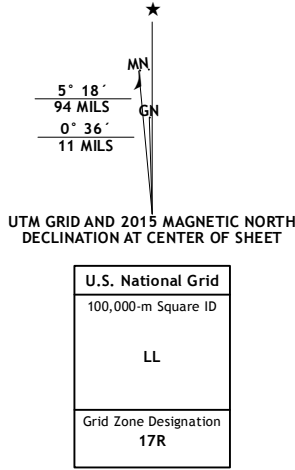 ★
MN
5° 18´
94 MILS
GN
0° 36´
11 MILS
UTM GRID AND 2015 MAGNETIC NORTH
DECLINATION AT CENTER OF SHEET
U.S. National Grid
100,000-m Square ID
LL
Grid Zone Designation
17R